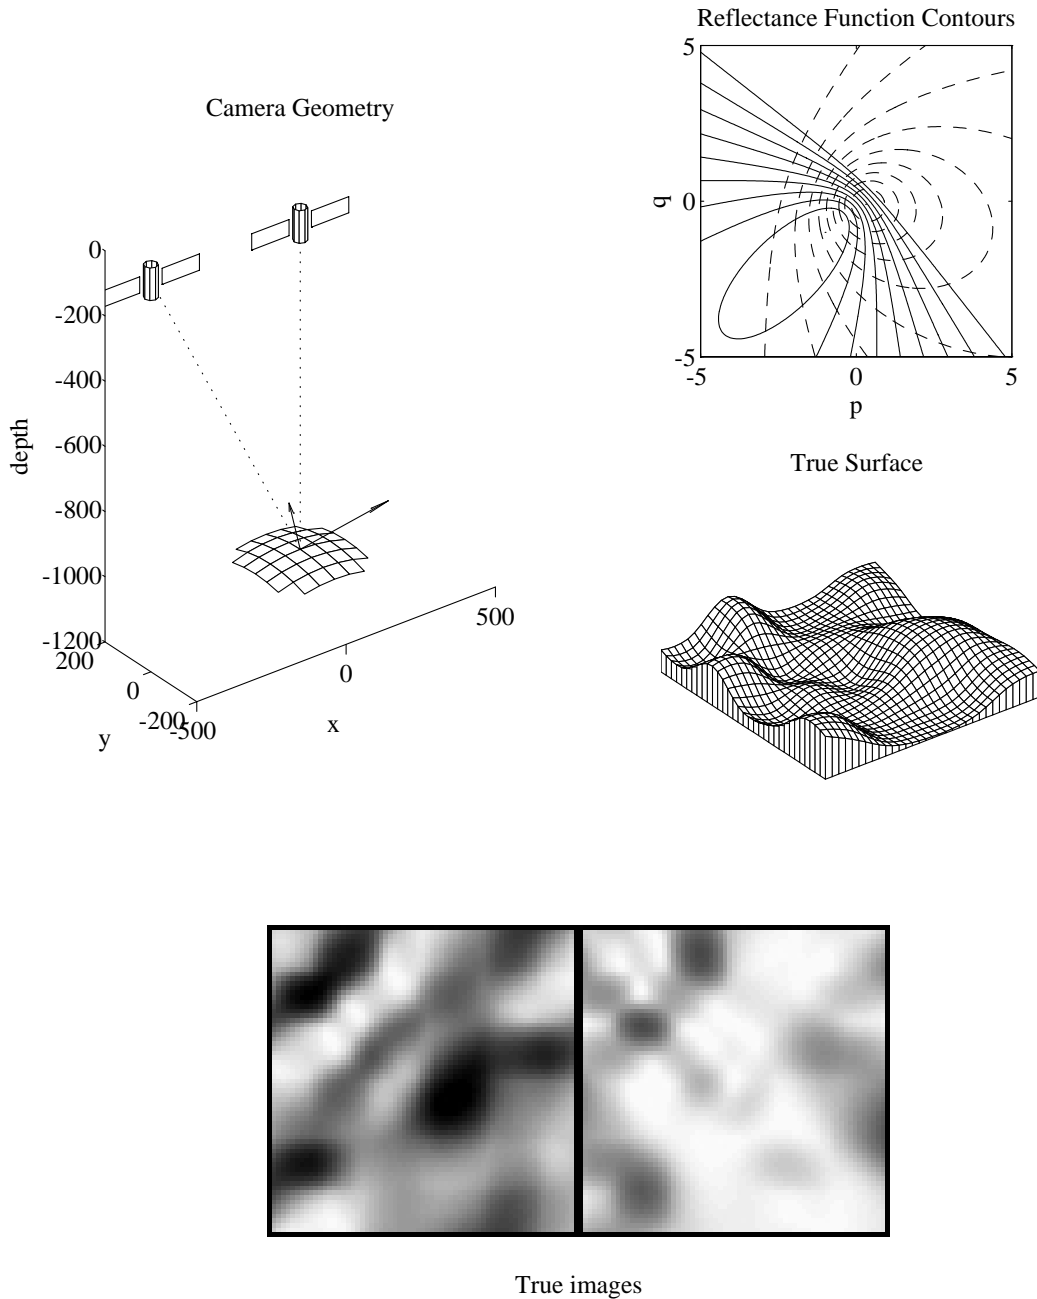 Reflectance Function Contours
5
0
q
-5
-5 0 5
p
Camera Geometry
0
-200
-400
-600
-800
-1000
-1200
depth
200
0
-200
y
-500
0
500
x
True Surface
True images